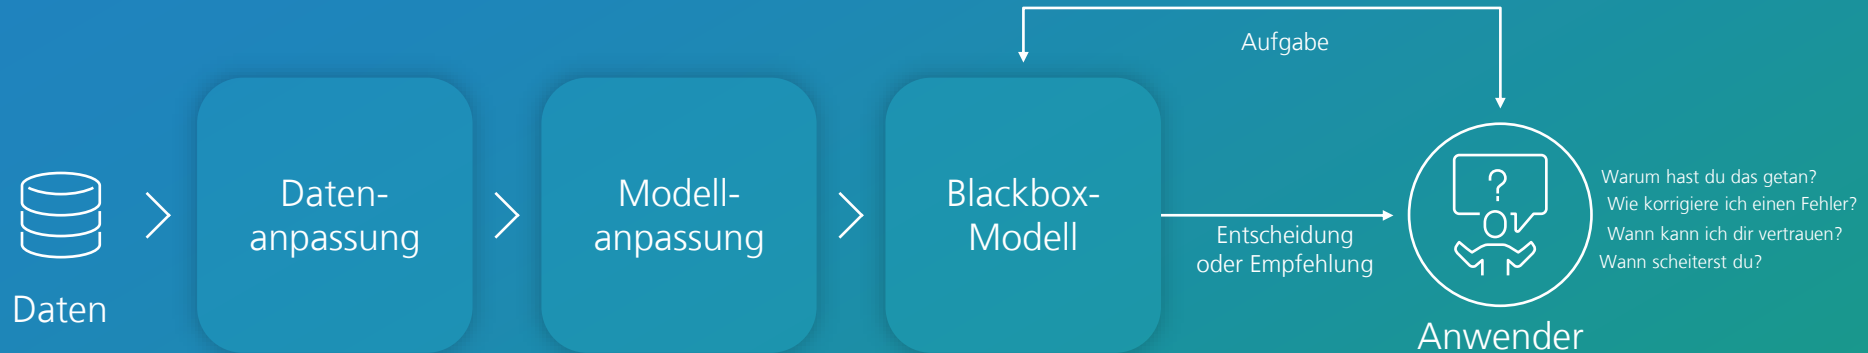 Aufgabe
Daten
Daten-
anpassung
Modell-
anpassung
Blackbox-
Modell
Entscheidung
oder Empfehlung
?
Warum hast du das getan?
Wie korrigiere ich einen Fehler?
Wann kann ich dir vertrauen?
Wann scheiterst du?
Anwender